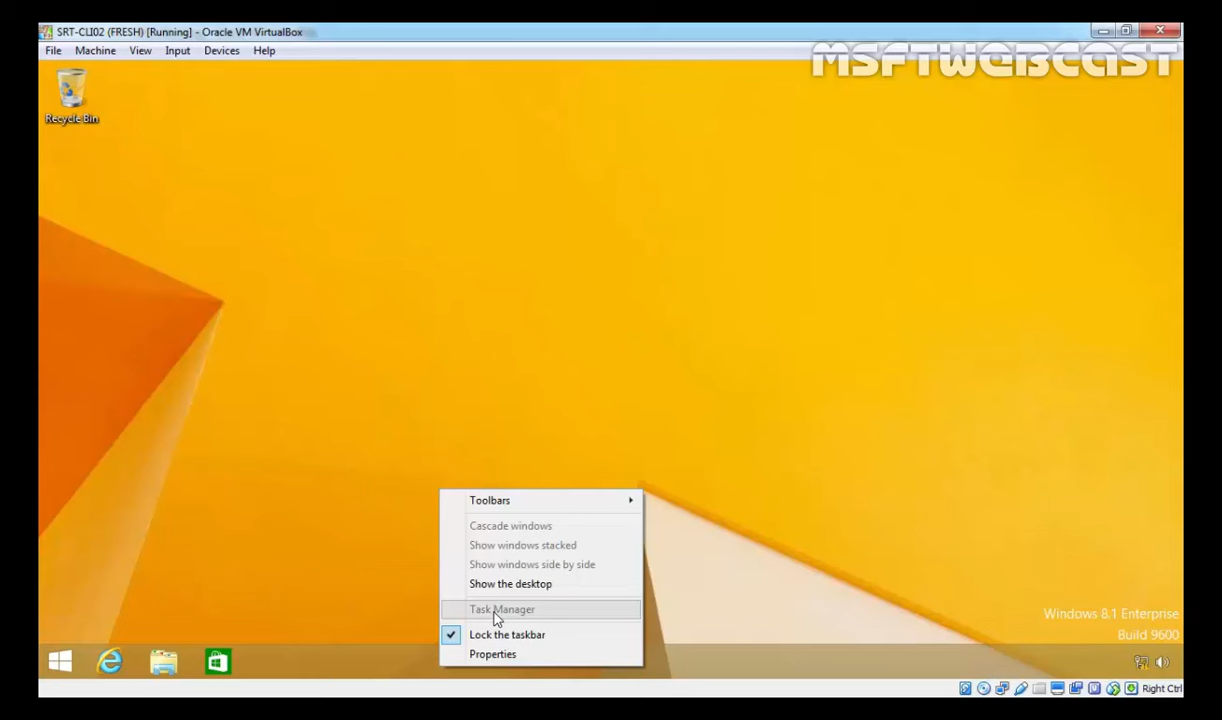 SRT-CLI02 (FRESH) [Running] - Oracle VM VirtualBox
File Machine View Input Devices Help
MSFTWEBCAST
Recycle Bin
Toolbars
Cascade windows
Show windows stacked
Show windows side by side
Show the desktop
Task Manager
Lock the taskbar
Properties
Windows 8.1 Enterprise
Build 9600
Right Ctrl